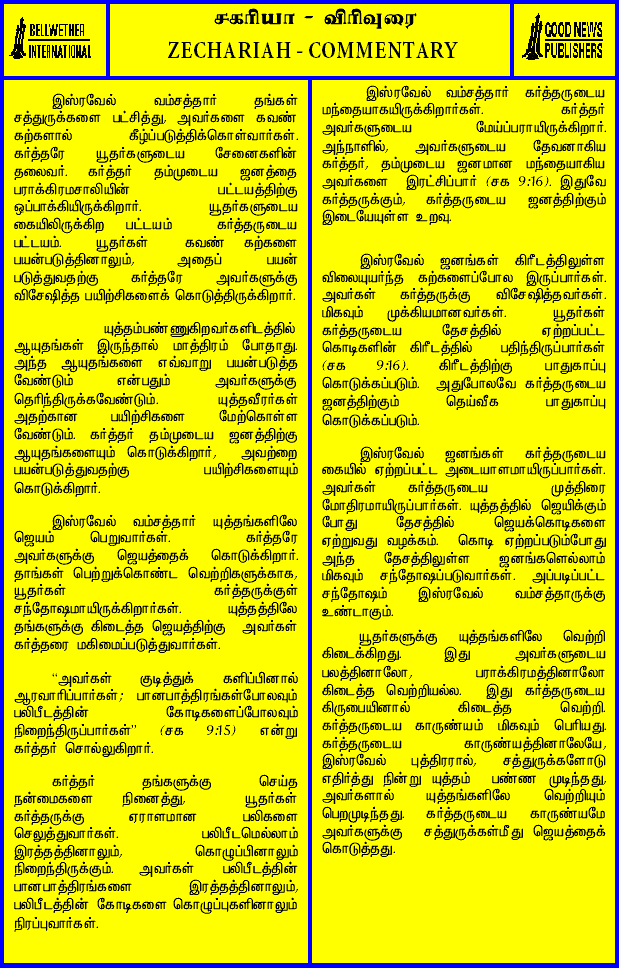 BELLWETHER
INTERNATIONAL
சகரியா - விரிவுரை
ZECHARIAH - COMMENTARY
GOOD NEWS
PUBLISHERS
இஸ்ரவேல் வம்சத்தார் தங்கள்
சத்துருக்களை பட்சித்து, அவர்களை கவண்
கற்களால் கீழ்ப்படுத்திக்கொள்வார்கள்.
கர்த்தரே யூதர்களுடைய சேனைகளின்
தலைவர். கர்த்தர் தம்முடைய ஜனத்தை
பராக்கிரமசாலியின் பட்டயத்திற்கு
ஒப்பாக்கியிருக்கிறார். யூதர்களுடைய
கையிலிருக்கிற பட்டயம் கர்த்தருடைய
பட்டயம். யூதர்கள் கவண் கற்களை
பயன்படுத்தினாலும், அதைப் பயன்
படுத்துவதற்கு கர்த்தரே அவர்களுக்கு
விசேஷித்த பயிற்சிகளைக் கொடுத்திருக்கிறார்.
யுத்தம்பண்ணுகிறவர்களிடத்தில்
ஆயுதங்கள் இருந்தால் மாத்திரம் போதாது.
அந்த ஆயுதங்களை எவ்வாறு பயன்படுத்த
வேண்டும் என்பதும் அவர்களுக்கு
தெரிந்திருக்கவேண்டும். யுத்தவீரர்கள்
அதற்கான பயிற்சிகளை மேற்கொள்ள
வேண்டும். கர்த்தர் தம்முடைய ஜனத்திற்கு
ஆயுதங்களையும் கொடுக்கிறார், அவற்றை
பயன்படுத்துவதற்கு பயிற்சிகளையும்
கொடுக்கிறார்.
இஸ்ரவேல் வம்சத்தார் யுத்தங்களிலே
ஜெயம் பெறுவார்கள். கர்த்தரே
அவர்களுக்கு ஜெயத்தைக் கொடுக்கிறார்.
தாங்கள் பெற்றுக்கொண்ட வெற்றிகளுக்காக,
யூதர்கள் கர்த்தருக்குள்
சந்தோஷமாயிருக்கிறார்கள். யுத்தத்திலே
தங்களுக்கு கிடைத்த ஜெயத்திற்கு அவர்கள்
கர்த்தரை மகிமைப்படுத்துவார்கள்.
“அவர்கள் குடித்துக் களிப்பினால்
ஆரவாரிப்பார்கள்; பானபாத்திரங்கள்போலவும்
பலிபீடத்தின் கோடிகளைப்போலவும்
நிறைந்திருப்பார்கள்” (சக 9:15) என்று
கர்த்தர் சொல்லுகிறார்.
கர்த்தர் தங்களுக்கு செய்த
நன்மைகளை நினைத்து, யூதர்கள்
கர்த்தருக்கு ஏராளமான பலிகளை
செலுத்துவார்கள். பலிபீடமெல்லாம்
இரத்தத்தினாலும், கொழுப்பினாலும்
நிறைந்திருக்கும். அவர்கள் பலிபீடத்தின்
பானபாத்திரங்களை இரத்தத்தினாலும்,
பலிபீடத்தின் கோடிகளை கொழுப்புகளினாலும்
நிரப்புவார்கள்.
இஸ்ரவேல் வம்சத்தார் கர்த்தருடைய
மந்தையாகயிருக்கிறார்கள். கர்த்தர்
அவர்களுடைய மேய்ப்பராயிருக்கிறார்.
அந்நாளில், அவர்களுடைய தேவனாகிய
கர்த்தர், தம்முடைய ஜனமான மந்தையாகிய
அவர்களை இரட்சிப்பார் (சக 9:16). இதுவே
கர்த்தருக்கும், கர்த்தருடைய ஜனத்திற்கும்
இடையேயுள்ள உறவு.
இஸ்ரவேல் ஜனங்கள் கிரீடத்திலுள்ள
விலையுயர்ந்த கற்களைப்போல இருப்பார்கள்.
அவர்கள் கர்த்தருக்கு விசேஷித்தவர்கள்.
மிகவும் முக்கியமானவர்கள். யூதர்கள்
கர்த்தருடைய தேசத்தில் ஏற்றப்பட்ட
கொடிகளின் கிரீடத்தில் பதிந்திருப்பார்கள்
(சக 9:16). கிரீடத்திற்கு பாதுகாப்பு
கொடுக்கப்படும். அதுபோலவே கர்த்தருடைய
ஜனத்திற்கும் தெய்வீக பாதுகாப்பு
கொடுக்கப்படும்.
இஸ்ரவேல் ஜனங்கள் கர்த்தருடைய
கையில் ஏற்றப்பட்ட அடையாளமாயிருப்பார்கள்.
அவர்கள் கர்த்தருடைய முத்திரை
மோதிரமாயிருப்பார்கள். யுத்தத்தில் ஜெயிக்கும்
போது தேசத்தில் ஜெயக்கொடிகளை
ஏற்றுவது வழக்கம். கொடி ஏற்றப்படும்போது
அந்த தேசத்திலுள்ள ஜனங்களெல்லாம்
மிகவும் சந்தோஷப்படுவார்கள். அப்படிப்பட்ட
சந்தோஷம் இஸ்ரவேல் வம்சத்தாருக்கு
உண்டாகும்.
யூதர்களுக்கு யுத்தங்களிலே வெற்றி
கிடைக்கிறது. இது அவர்களுடைய
பலத்தினாலோ, பராக்கிரமத்தினாலோ
கிடைத்த வெற்றியல்ல. இது கர்த்தருடைய
கிருபையினால் கிடைத்த வெற்றி.
கர்த்தருடைய காருண்யம் மிகவும் பெரியது.
கர்த்தருடைய காருண்யத்தினாலேயே,
இஸ்ரவேல் புத்திரரால், சத்துருக்களோடு
எதிர்த்து நின்று யுத்தம் பண்ண முடிந்தது,
அவர்களால் யுத்தங்களிலே வெற்றியும்
பெறமுடிந்தது. கர்த்தருடைய காருண்யமே
அவர்களுக்கு சத்துருக்கள்மீது ஜெயத்தைக்
கொடுத்தது.